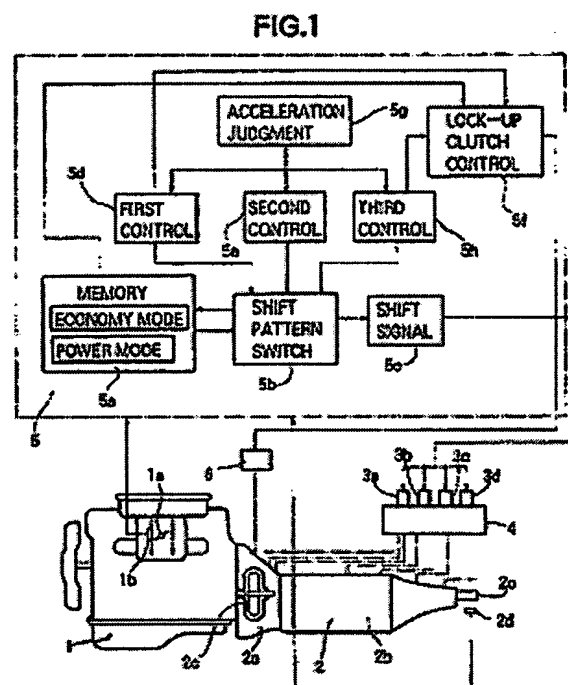 FIG.1
ACCELERATION
JUDGMENT
5g
LOCK-UP
CLUTCH
CONTROL
5f
5d
FIRST
CONTROL
SECOND
CONTROL
5e
THIRD
CONTROL
5h
MEMORY
ECONOMY MODE
POWER MODE
5a
SHIFT
PATTERN
SWITCH
5b
SHIFT
SIGNAL
5c
5
6
1a
1b
3a
3b
3c
3d
4
1
2c
2a
2
2b
2d